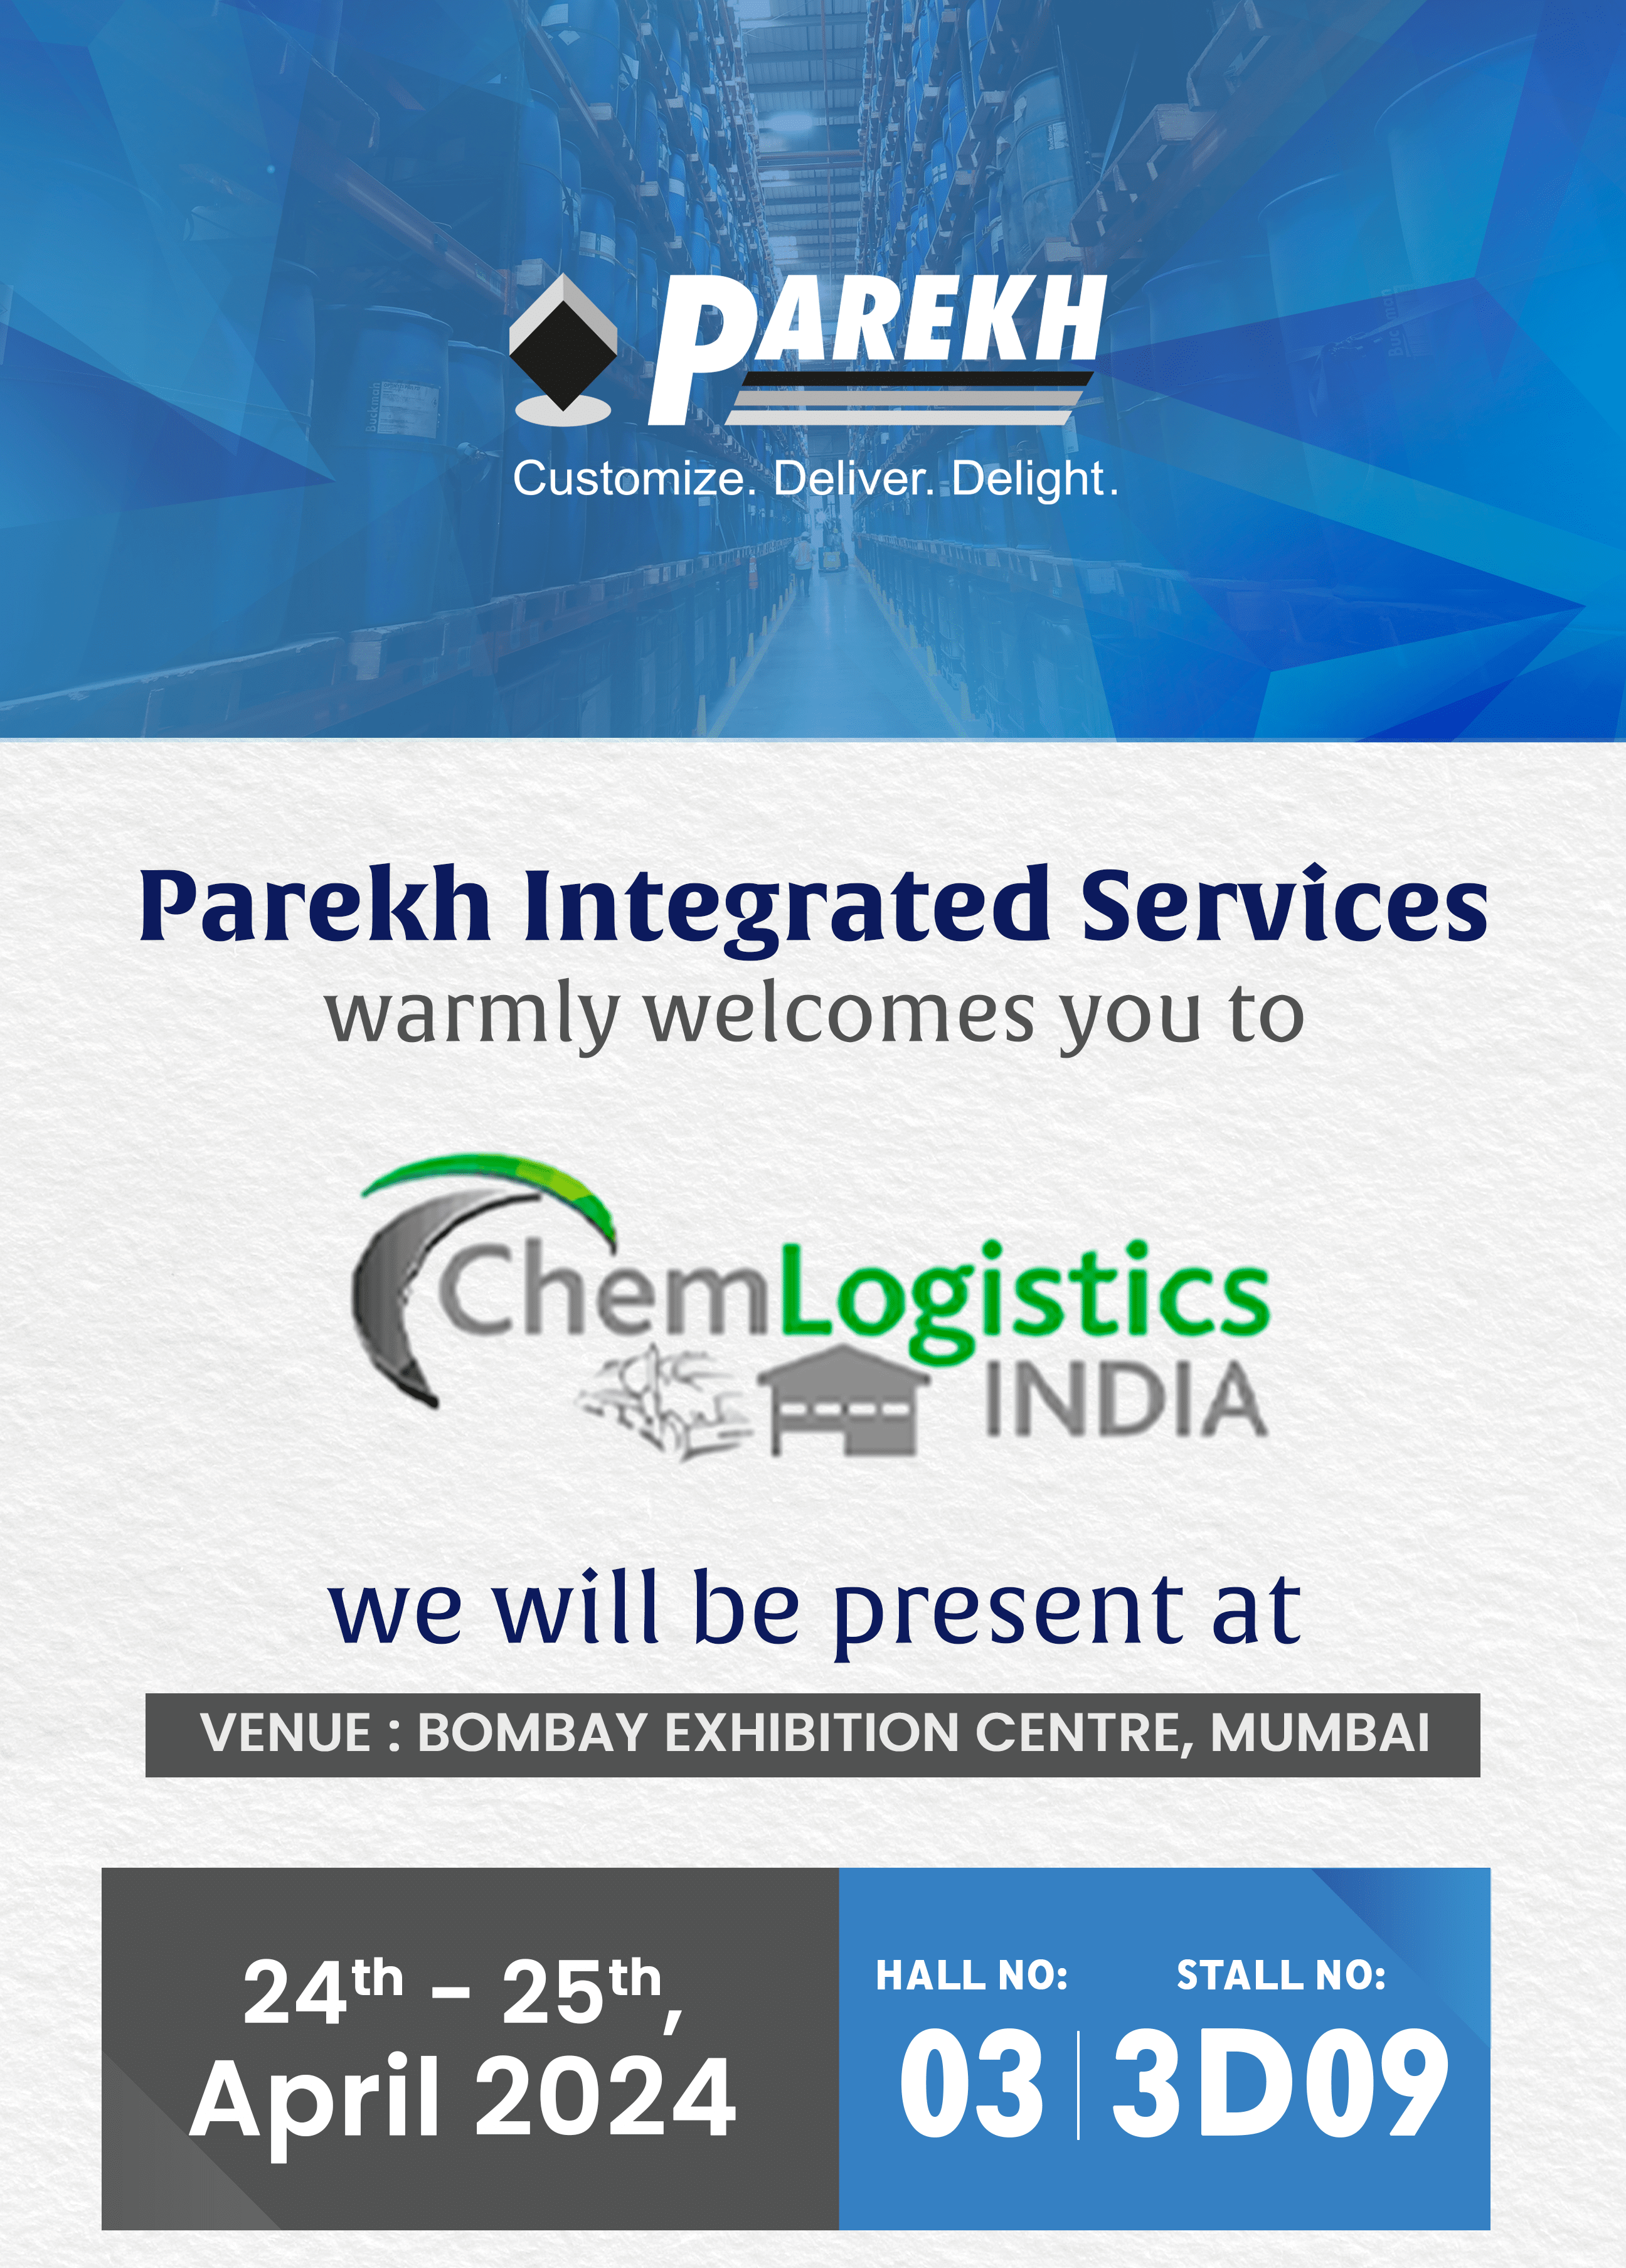 PAREKH
Customize. Deliver. Delight.
Buckman
Parekh Integrated Services
warmly welcomes you to
ChemLogistics
INDIA
we will be present at
VENUE : BOMBAY EXHIBITION CENTRE, MUMBAI
24th - 25th,
April 2024
HALL NO:
03
STALL NO:
3D09